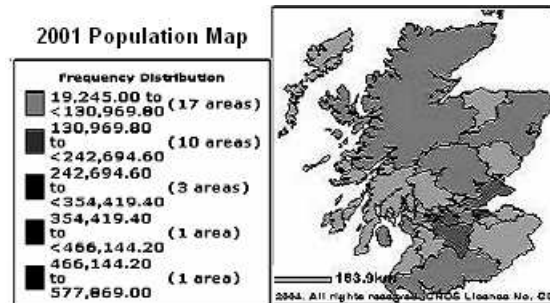 2001 Population Map
Frequency Distribution
19,245.00 to
<130,969.80 (17 areas)
130,969.80
to (10 areas)
<242,694.60
242,694.60
to (3 areas)
<354,419.40
354,419.40
to (1 area)
<466,144.20
466,144.20
to (1 area)
577,869.00
163.9km
2004. All rights reserved